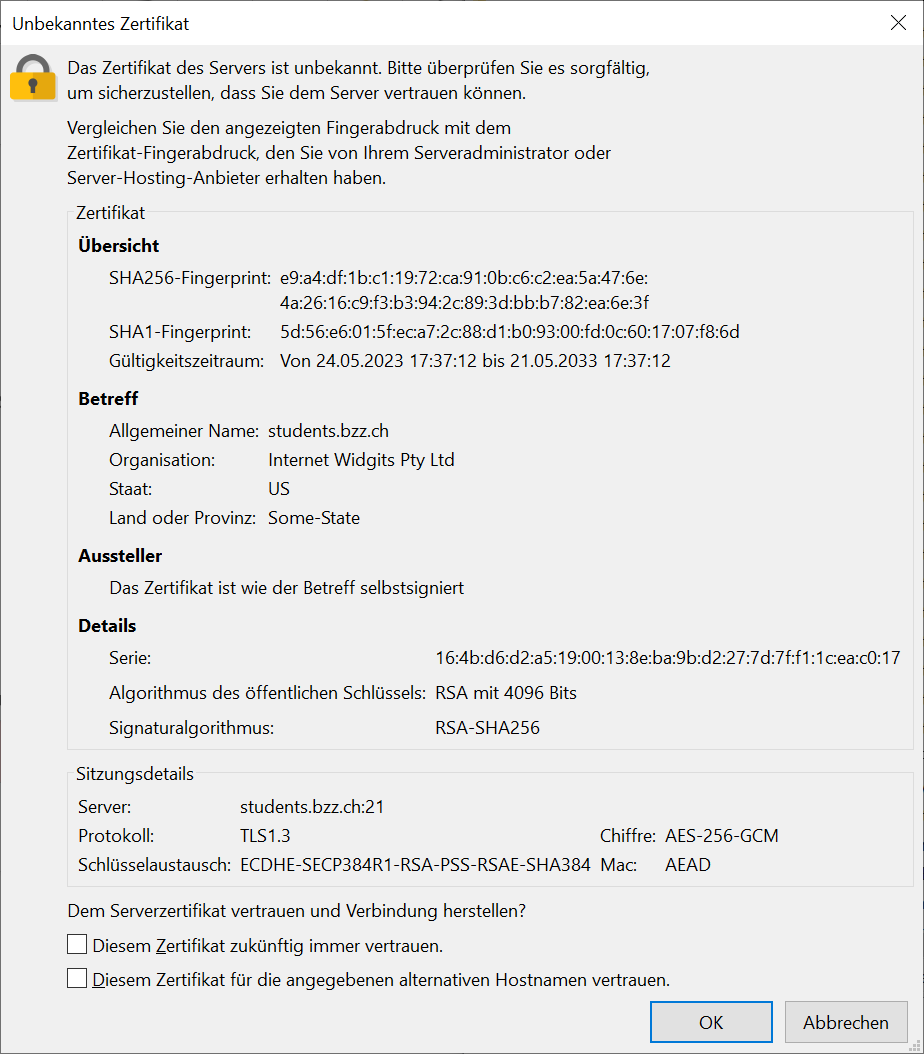 Unbekanntes Zertifikat
Das Zertifikat des Servers ist unbekannt. Bitte überprüfen Sie es sorgfältig,
um sicherzustellen, dass Sie dem Server vertrauen können.
Vergleichen Sie den angezeigten Fingerabdruck mit dem
Zertifikat-Fingerabdruck, den Sie von Ihrem Serveradministrator oder
Server-Hosting-Anbieter erhalten haben.
Zertifikat
Übersicht
SHA256-Fingerprint: e9:a4:df:1b:c1:19:72:ca:91:0b:c6:c2:ea:5a:47:6e:
4a:26:16:c9:f3:b3:94:2c:89:3d:bb:b7:82:ea:6e:3f
SHA1-Fingerprint: 5d:56:e6:01:5f:ec:a7:2c:88:d1:b0:93:00:fd:0c:60:17:07:f8:6d
Gültigkeitszeitraum: Von 24.05.2023 17:37:12 bis 21.05.2033 17:37:12
Betreff
Allgemeiner Name: students.bzz.ch
Organisation: Internet Widgits Pty Ltd
Staat: US
Land oder Provinz: Some-State
Aussteller
Das Zertifikat ist wie der Betreff selbstsigniert
Details
Serie: 16:4b:d6:d2:a5:19:00:13:8e:ba:9b:d2:27:7d:7f:f1:1c:ea:c0:17
Algorithmus des öffentlichen Schlüssels: RSA mit 4096 Bits
Signaturalgorithmus: RSA-SHA256
Sitzungsdetails
Server: students.bzz.ch:21
Protokoll: TLS1.3 Chiffre: AES-256-GCM
Schlüsselaustausch: ECDHE-SECP384R1-RSA-PSS-RSAE-SHA384 Mac: AEAD
Dem Serverzertifikat vertrauen und Verbindung herstellen?
Diesem Zertifikat zukünftig immer vertrauen.
Diesem Zertifikat für die angegebenen alternativen Hostnamen vertrauen.
OK Abbrechen